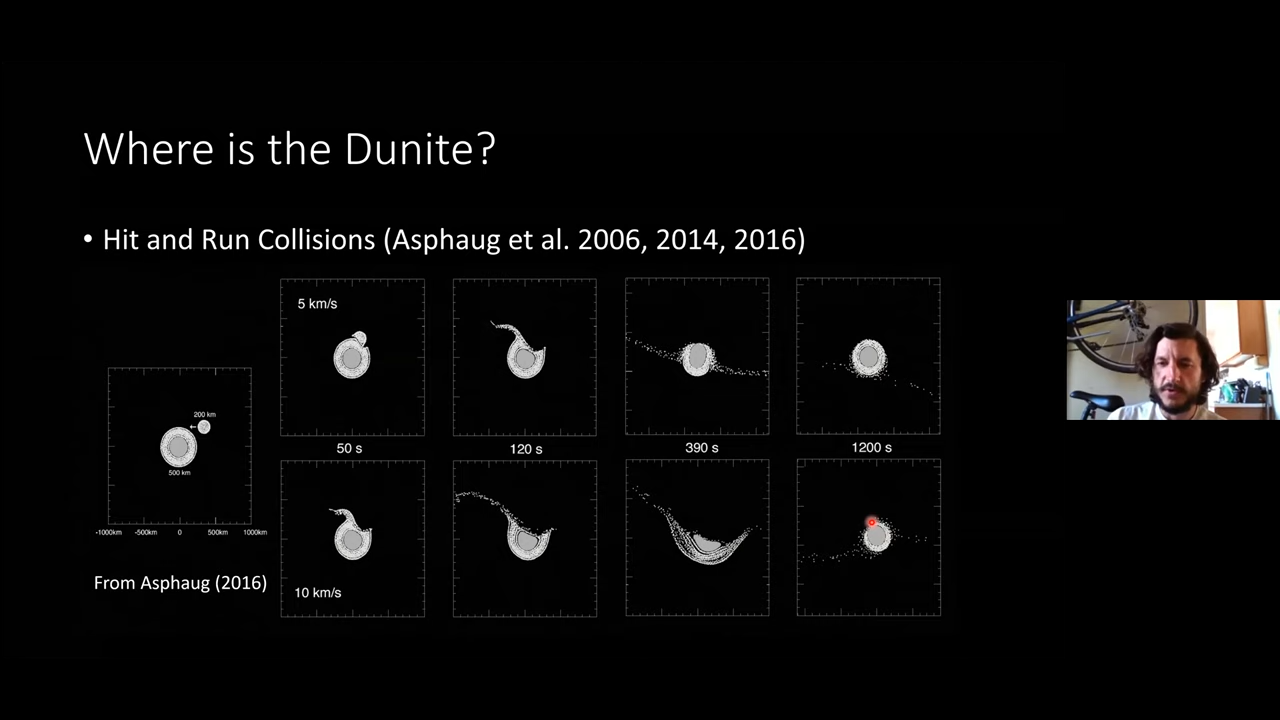 Where is the Dunite?
• Hit and Run Collisions (Asphaug et al. 2006, 2014, 2016)
5 km/s
200 km
500 km
50 s
120 s
390 s
1200 s
-1000km -500km 0 500km 1000km
10 km/s
From Asphaug (2016)